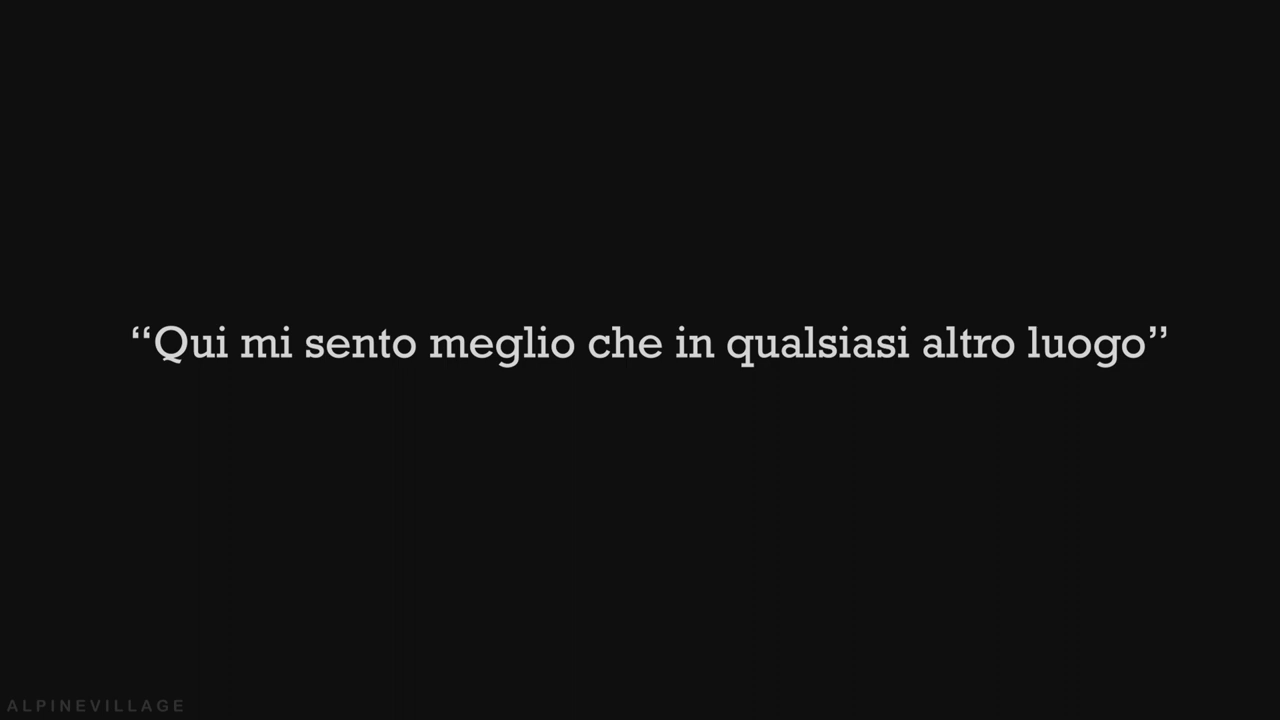 “Qui mi sento meglio che in qualsiasi altro luogo”
ALPINEVILLAGE